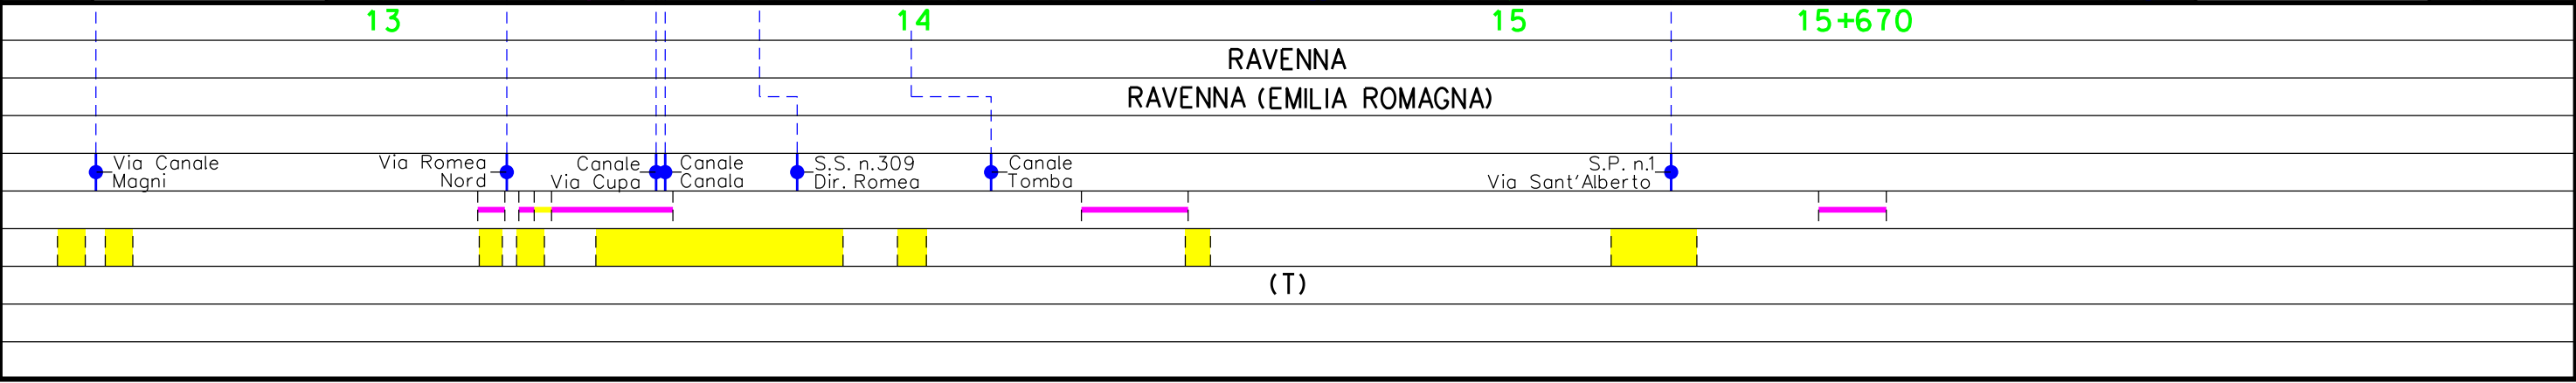 13 14 15 15+670
RAVENNA
RAVENNA (EMILIA ROMAGNA)
Via Canale
Magni
Via Romea
Nord
Canale
Via Cupa
Canale
Canala
S.S. n.309
Dir. Romea
Canale
Tomba
S.P. n.1
Via Sant'Alberto
(T)